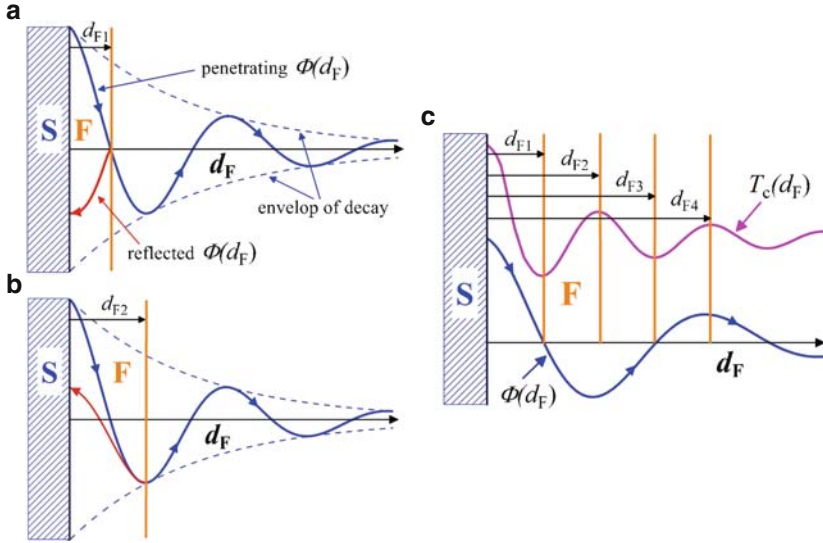 a
d_F1
penetrating Φ(d_F)
S
F
d_F
envelop of decay
reflected Φ(d_F)
b
d_F2
S
F
d_F
c
d_F1
d_F2
d_F3
d_F4
T_c(d_F)
S
F
d_F
Φ(d_F)